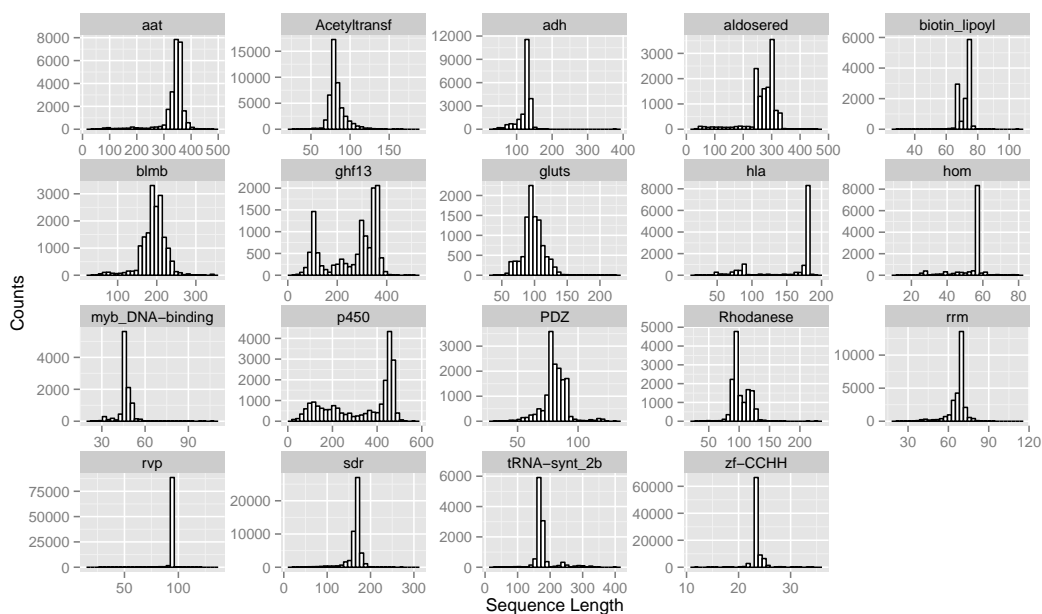 aat Acetyltransf adh aldosered biotin_lipoyl
8000 6000 4000 2000 0
15000 10000 5000 0
12000 9000 6000 3000 0
3000 2000 1000 0
6000 4000 2000 0
0 100 200 300 400 500
50 100 150
0 100 200 300 400
0 100 200 300 400 500
40 60 80 100
blmb ghf13 gluts hla hom
3000 2000 1000 0
2000 1500 1000 500 0
2000 1500 1000 500 0
8000 6000 4000 2000 0
8000 6000 4000 2000 0
100 200 300
0 200 400
50 100 150 200
50 100 150 200
20 40 60 80
Counts
myb_DNA−binding p450 PDZ Rhodanese rrm
4000 2000 0
4000 3000 2000 1000 0
3000 2000 1000 0
5000 4000 3000 2000 1000 0
10000 5000 0
30 60 90
0 100 200 300 400 500 600
50 100
50 100 150 200
30 60 90 120
rvp sdr tRNA−synt_2b zf−CCHH
75000 50000 25000 0
20000 10000 0
6000 4000 2000 0
60000 40000 20000 0
50 100
0 100 200 300
0 100 200 300 400
10 20 30
Sequence Length